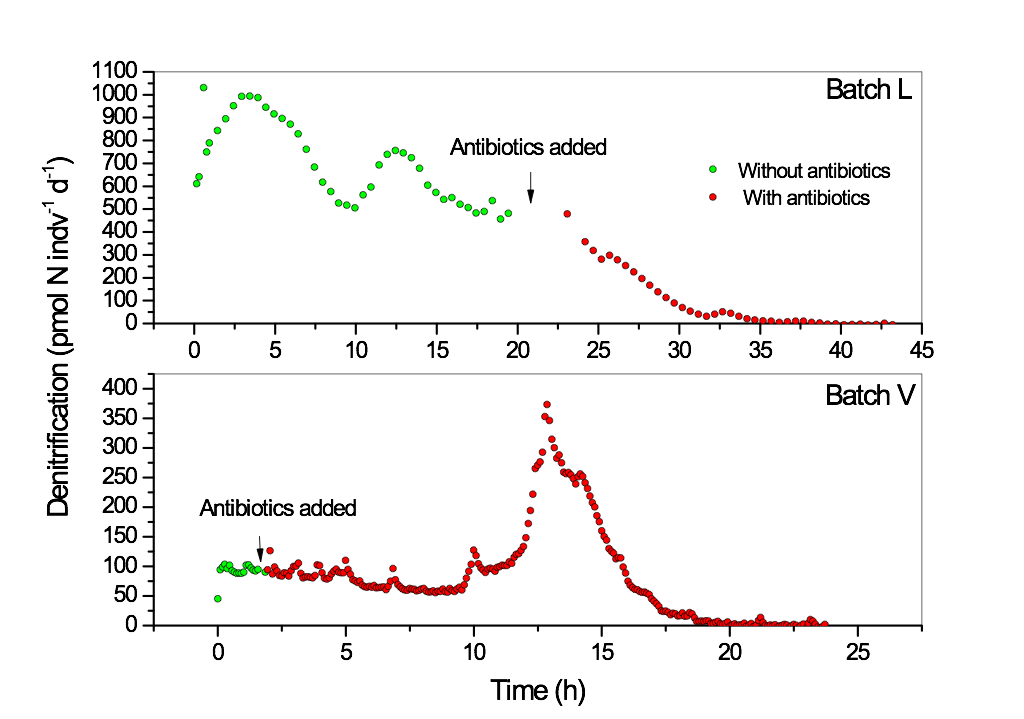 Denitrification (pmol N indv⁻¹ d⁻¹)
Batch L
1100
1000
900
800
700
600
500
400
300
200
100
0
Antibiotics added
Without antibiotics
With antibiotics
0 5 10 15 20 25 30 35 40 45
Batch V
400
350
300
250
200
150
100
50
0
Antibiotics added
0 5 10 15 20 25
Time (h)